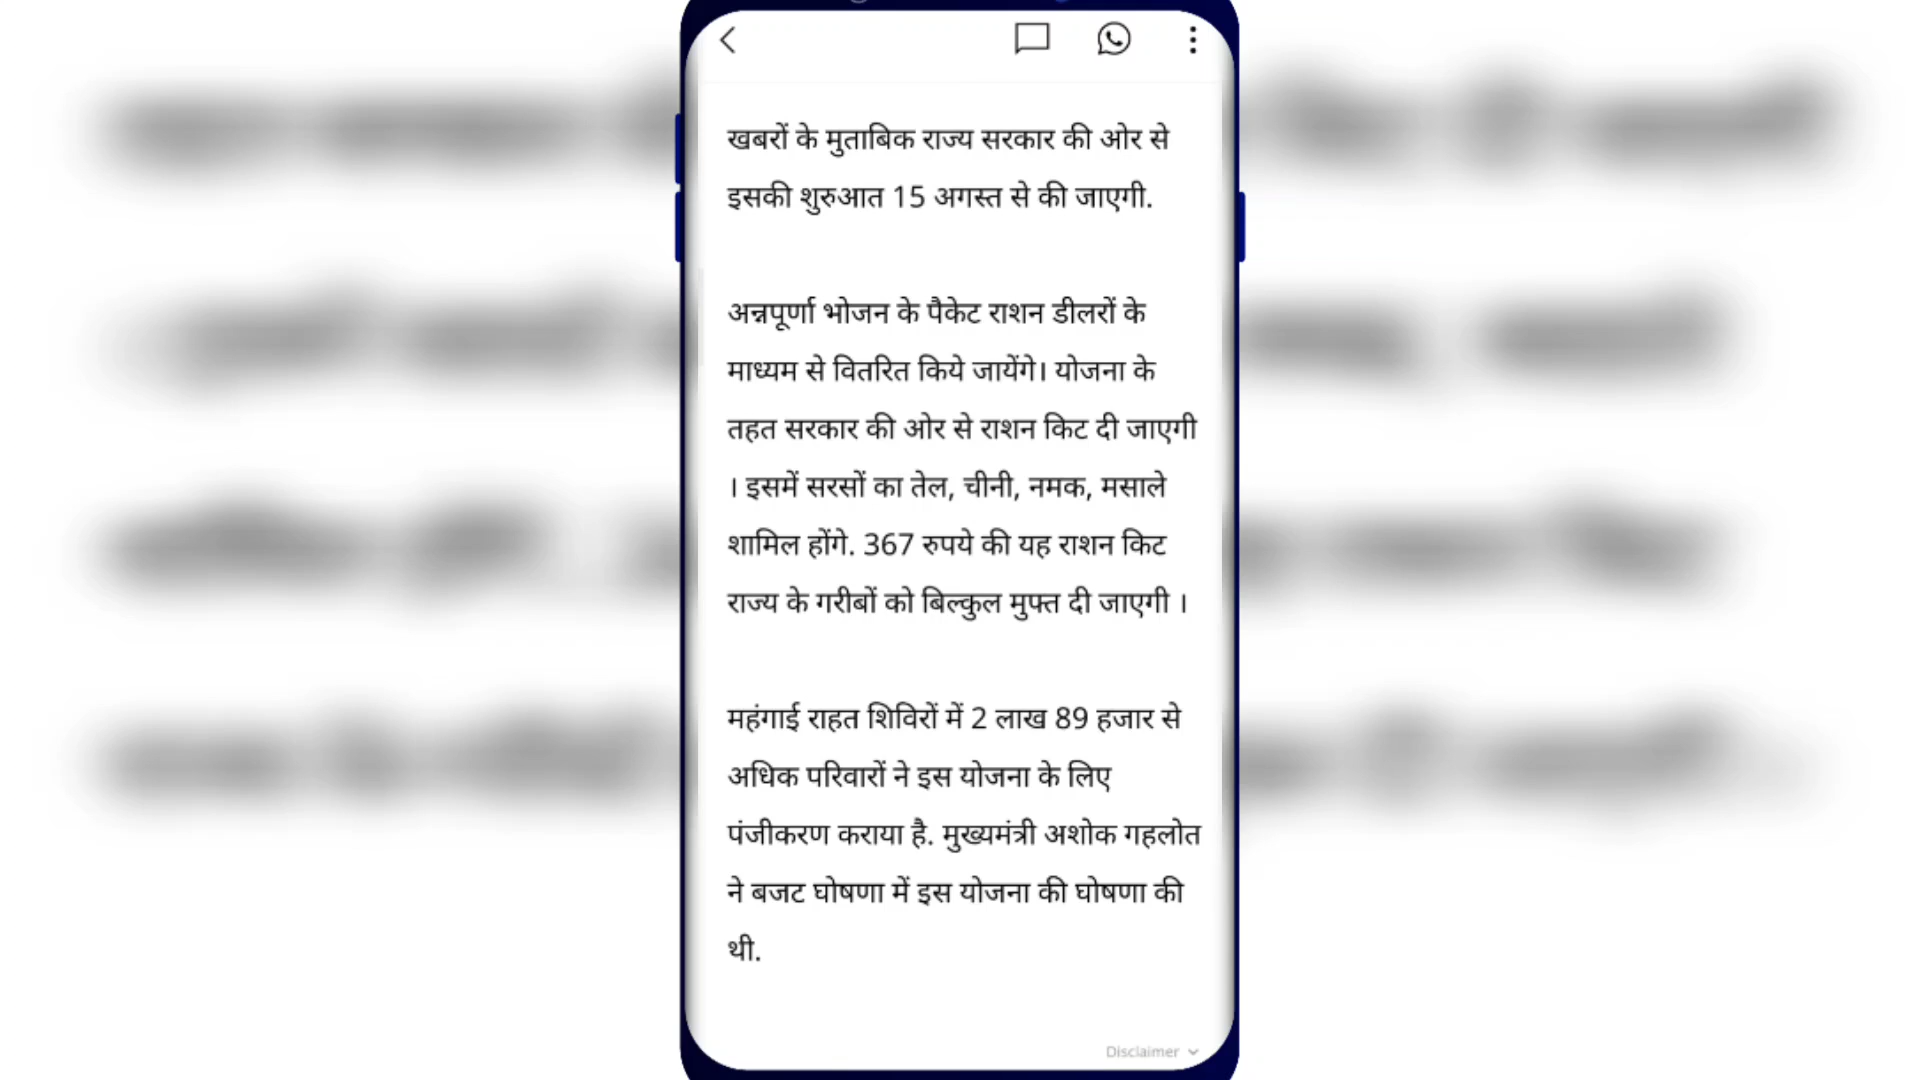 खबरों के मुताबिक राज्य सरकार की ओर से
इसकी शुरुआत 15 अगस्त से की जाएगी.
अन्नपूर्णा भोजन के पैकेट राशन डीलरों के
माध्यम से वितरित किये जायेंगे। योजना के
तहत सरकार की ओर से राशन किट दी जाएगी
। इसमें सरसों का तेल, चीनी, नमक, मसाले
शामिल होंगे. 367 रुपये की यह राशन किट
राज्य के गरीबों को बिल्कुल मुफ्त दी जाएगी ।
महंगाई राहत शिविरों में 2 लाख 89 हजार से
अधिक परिवारों ने इस योजना के लिए
पंजीकरण कराया है. मुख्यमंत्री अशोक गहलोत
ने बजट घोषणा में इस योजना की घोषणा की
थी.
Disclaimer